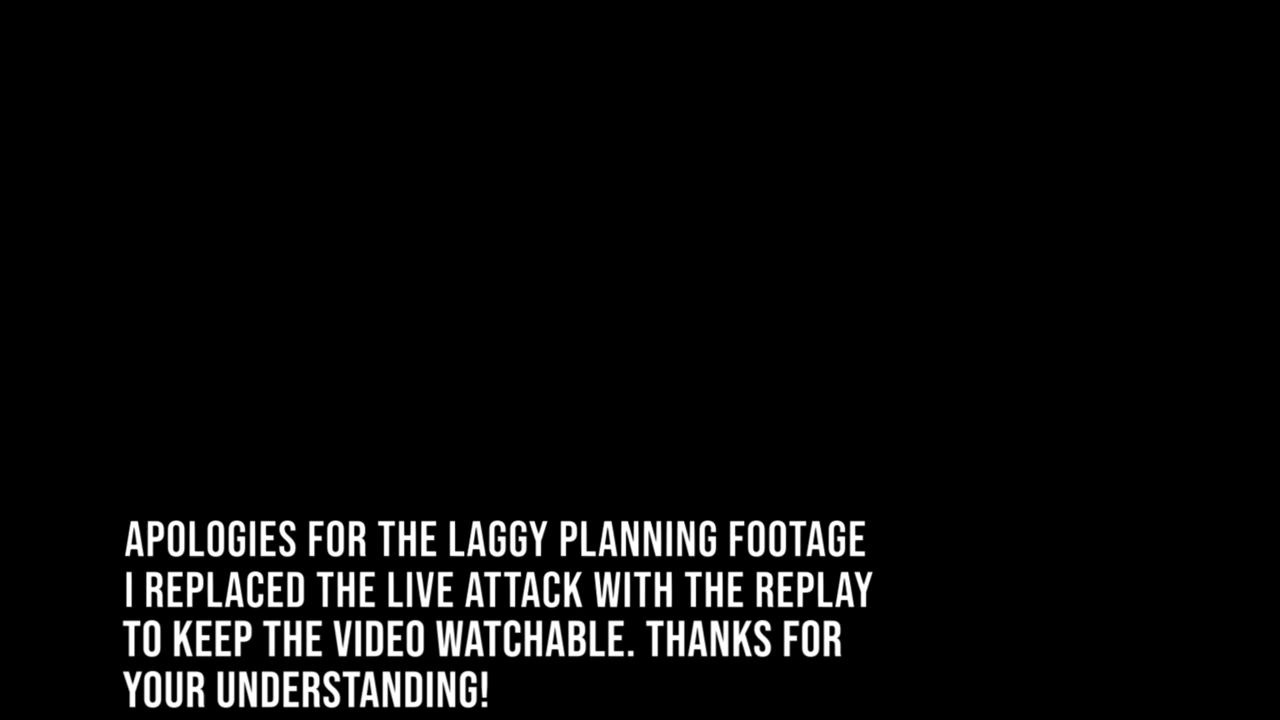 APOLOGIES FOR THE LAGGY PLANNING FOOTAGE
I REPLACED THE LIVE ATTACK WITH THE REPLAY
TO KEEP THE VIDEO WATCHABLE. THANKS FOR
YOUR UNDERSTANDING!